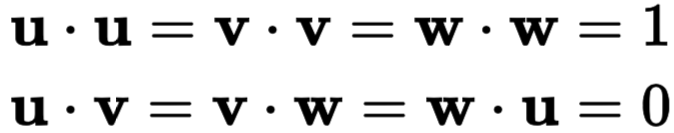 u · u = v · v = w · w = 1
u · v = v · w = w · u = 0